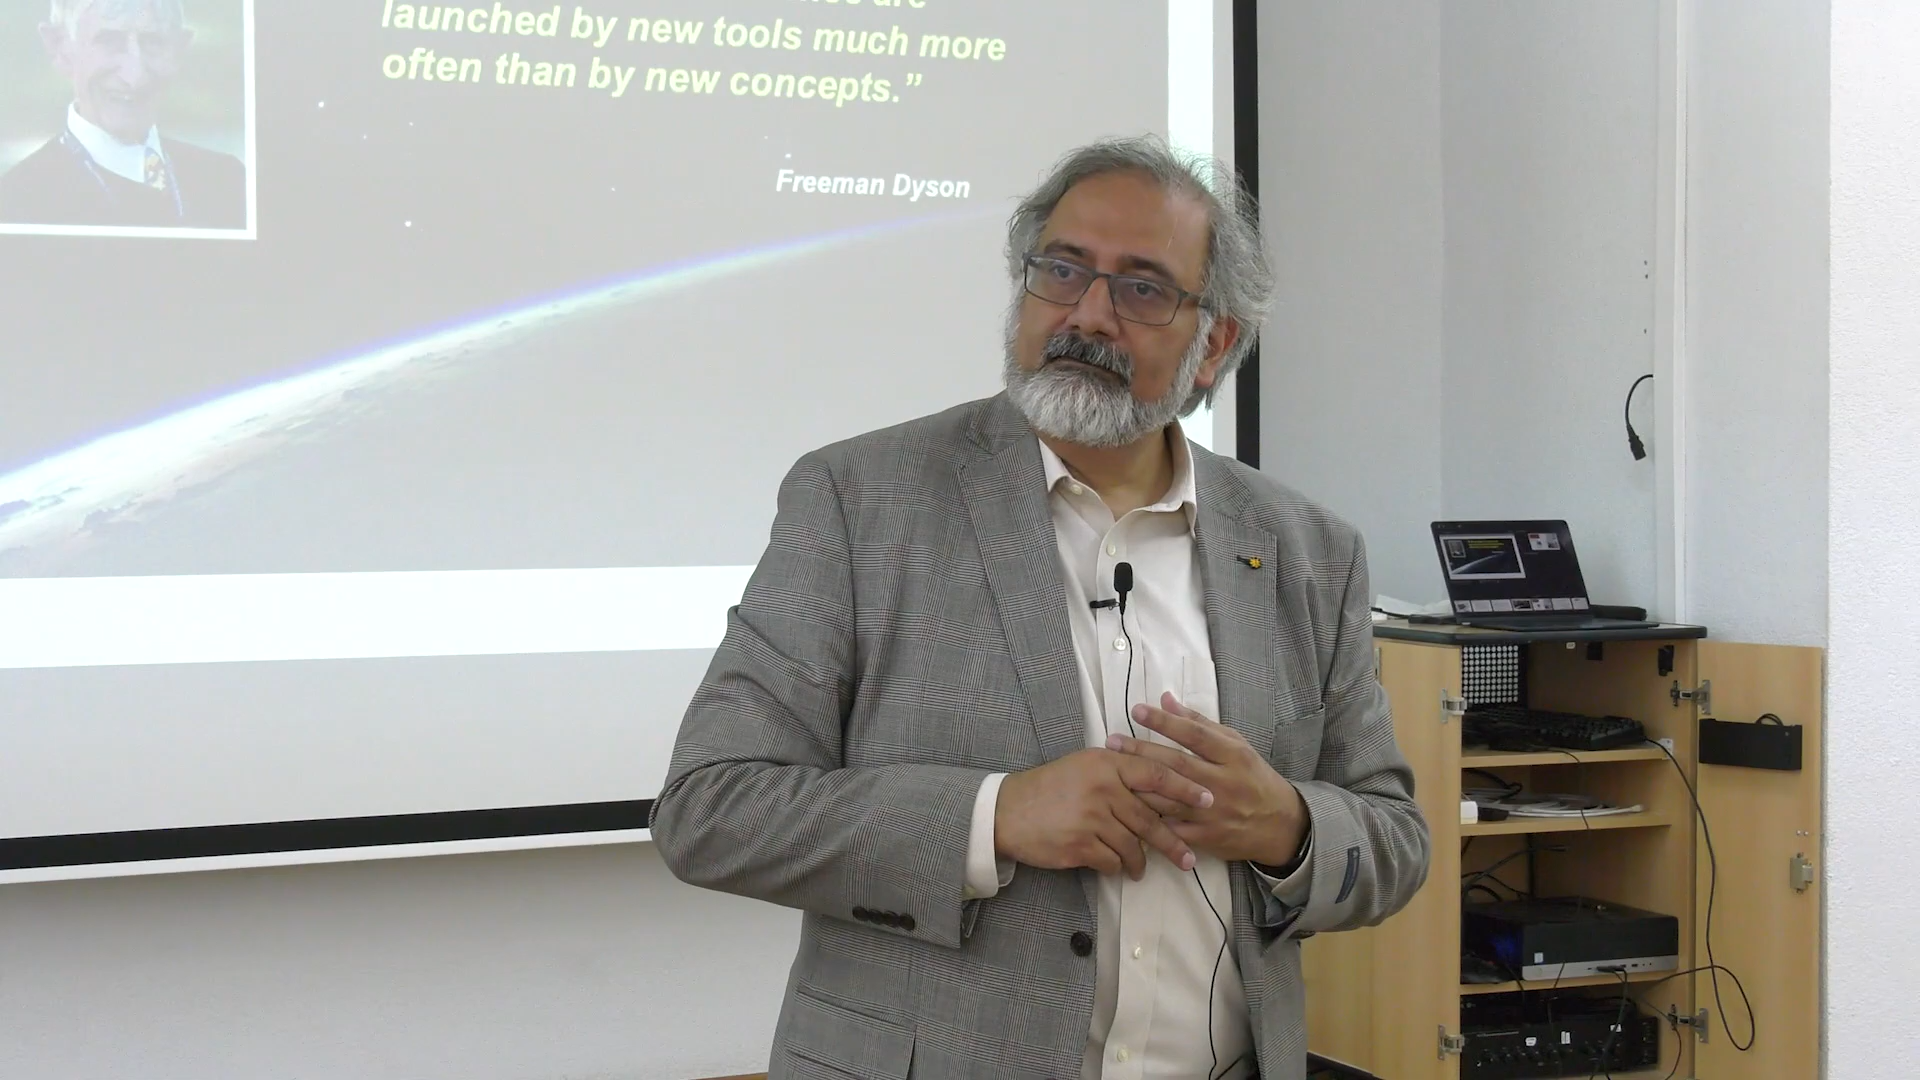 launched by new tools much more
often than by new concepts.”
Freeman Dyson